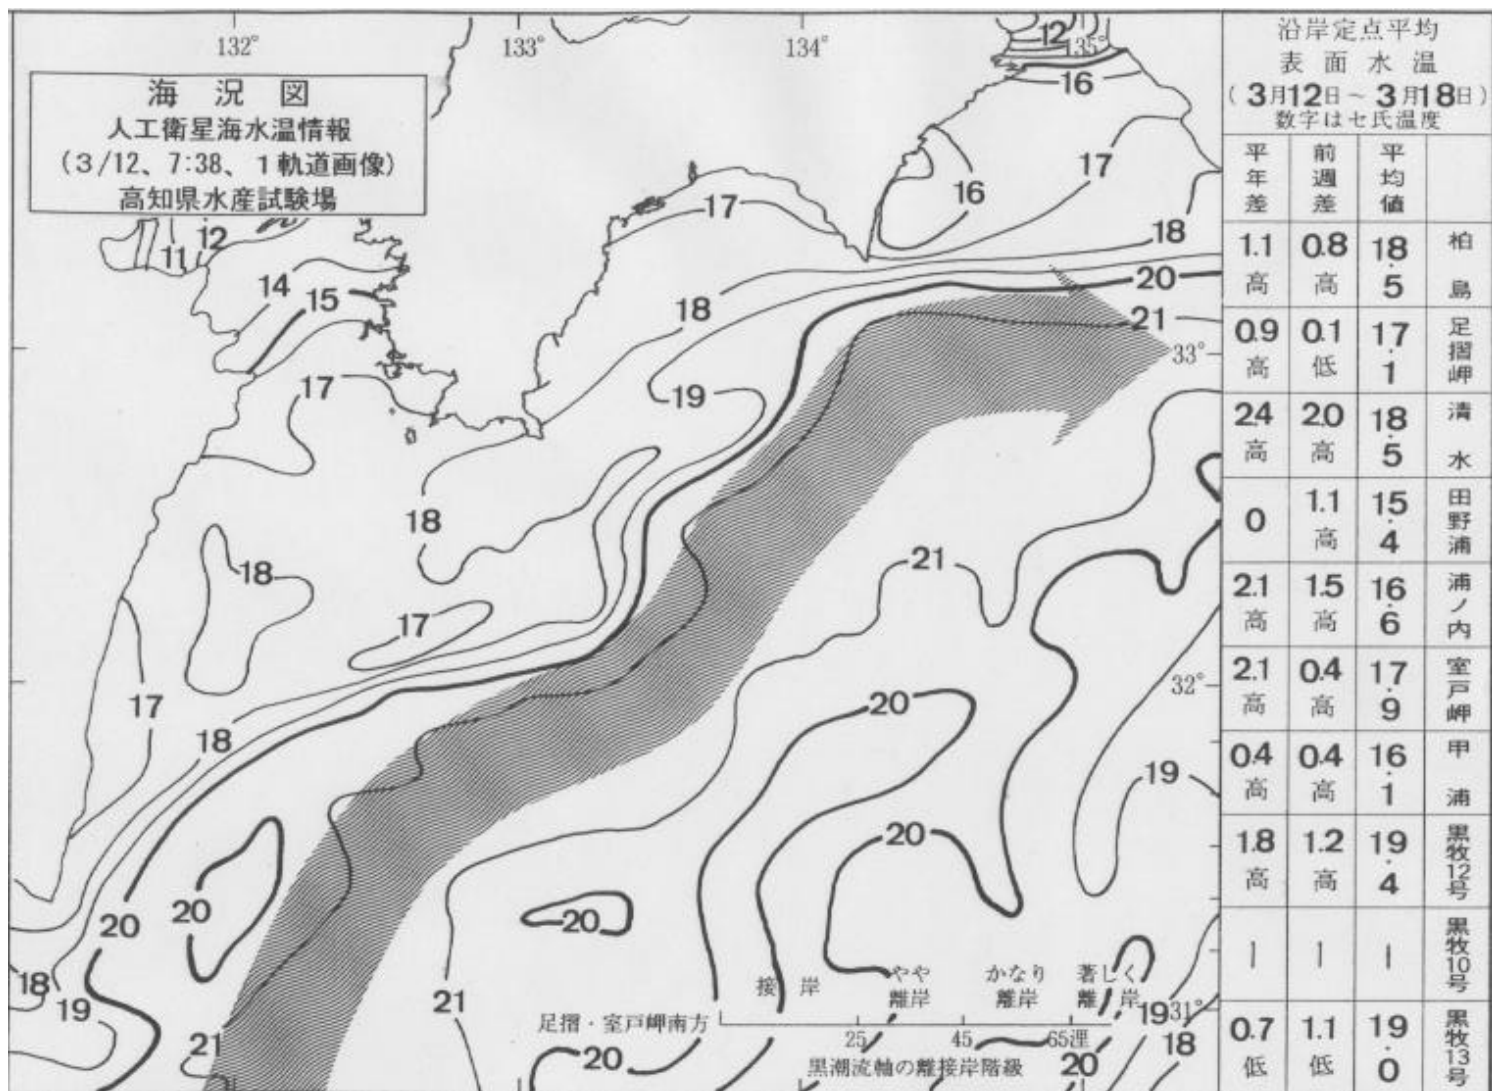 132°
133°
134°
135°
海況図
人工衛星海水温情報
(3/12、7:38、1軌道画像)
高知県水産試験場
12
16
17
16
17
18
12
11
14
15
17
18
20
21
33°
19
18
18
17
21
17
18
32°
20
19
20
20
20
20
18
19
21
21
20
19
31°
18
20
接岸
やや離岸
かなり離岸
著しく離岸
足摺・室戸岬南方
25
45
65浬
黒潮流軸の離接岸階級
沿岸定点平均
表面水温
(3月12日~3月18日)
数字はセ氏温度
平年差 前週差 平均値
1.1高 0.8高 18.5 柏島
0.9高 0.1低 17.1 足摺岬
2.4高 2.0高 18.5 清水
0 1.1高 15.4 田野浦
2.1高 1.5高 16.6 浦ノ内
2.1高 0.4高 17.9 室戸岬
0.4高 0.4高 16.1 甲浦
1.8高 1.2高 19.4 黒牧12号
ー ー ー 黒牧10号
0.7低 1.1低 19.0 黒牧13号